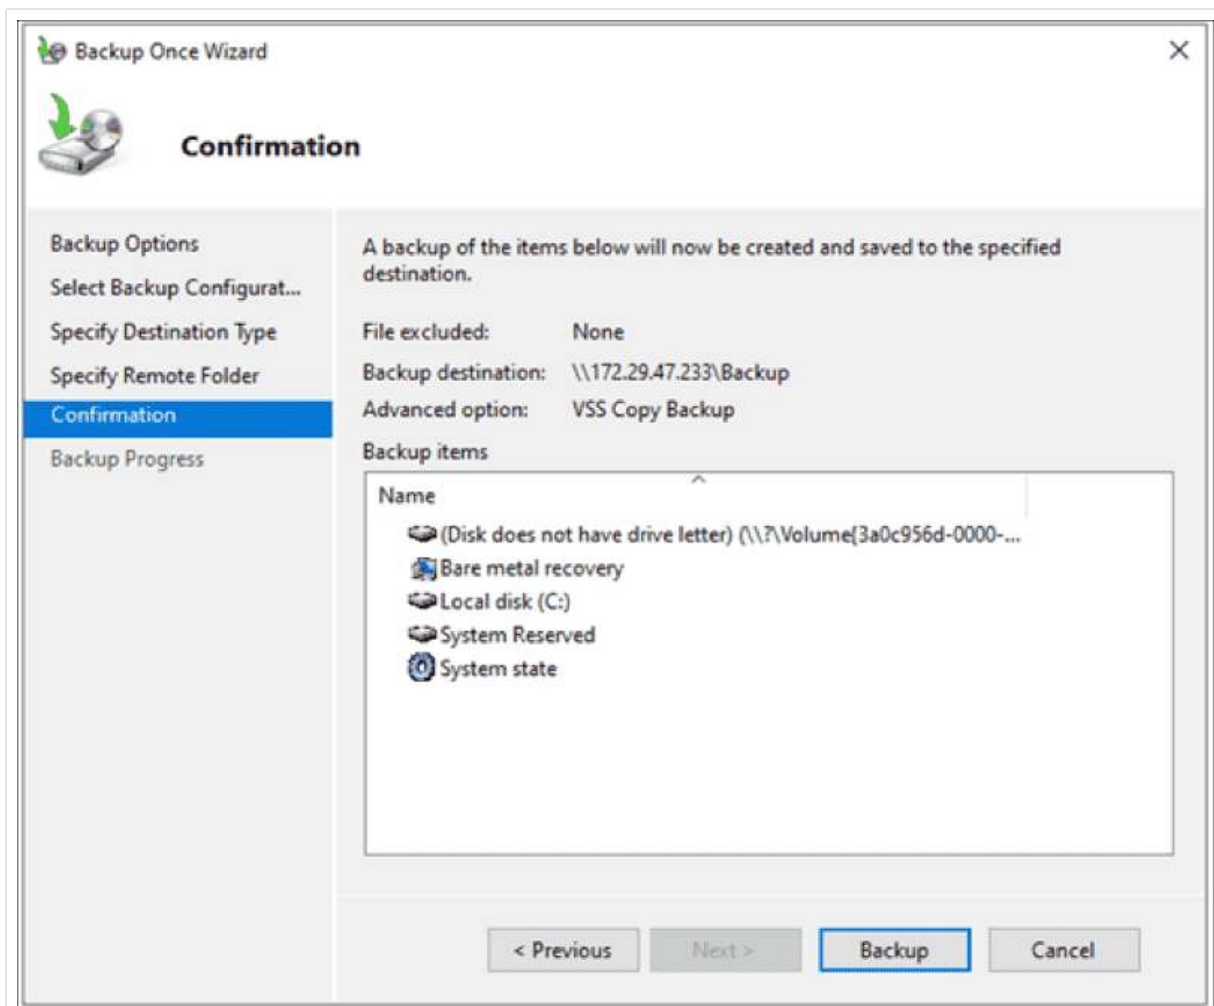 Backup Once Wizard
Confirmation
Backup Options
Select Backup Configurat...
Specify Destination Type
Specify Remote Folder
Confirmation
Backup Progress
A backup of the items below will now be created and saved to the specified
destination.
File excluded: None
Backup destination: \\172.29.47.233\Backup
Advanced option: VSS Copy Backup
Backup items
Name
(Disk does not have drive letter) (\\?\Volume{3a0c956d-0000-...
Bare metal recovery
Local disk (C:)
System Reserved
System state
< Previous
Next >
Backup
Cancel